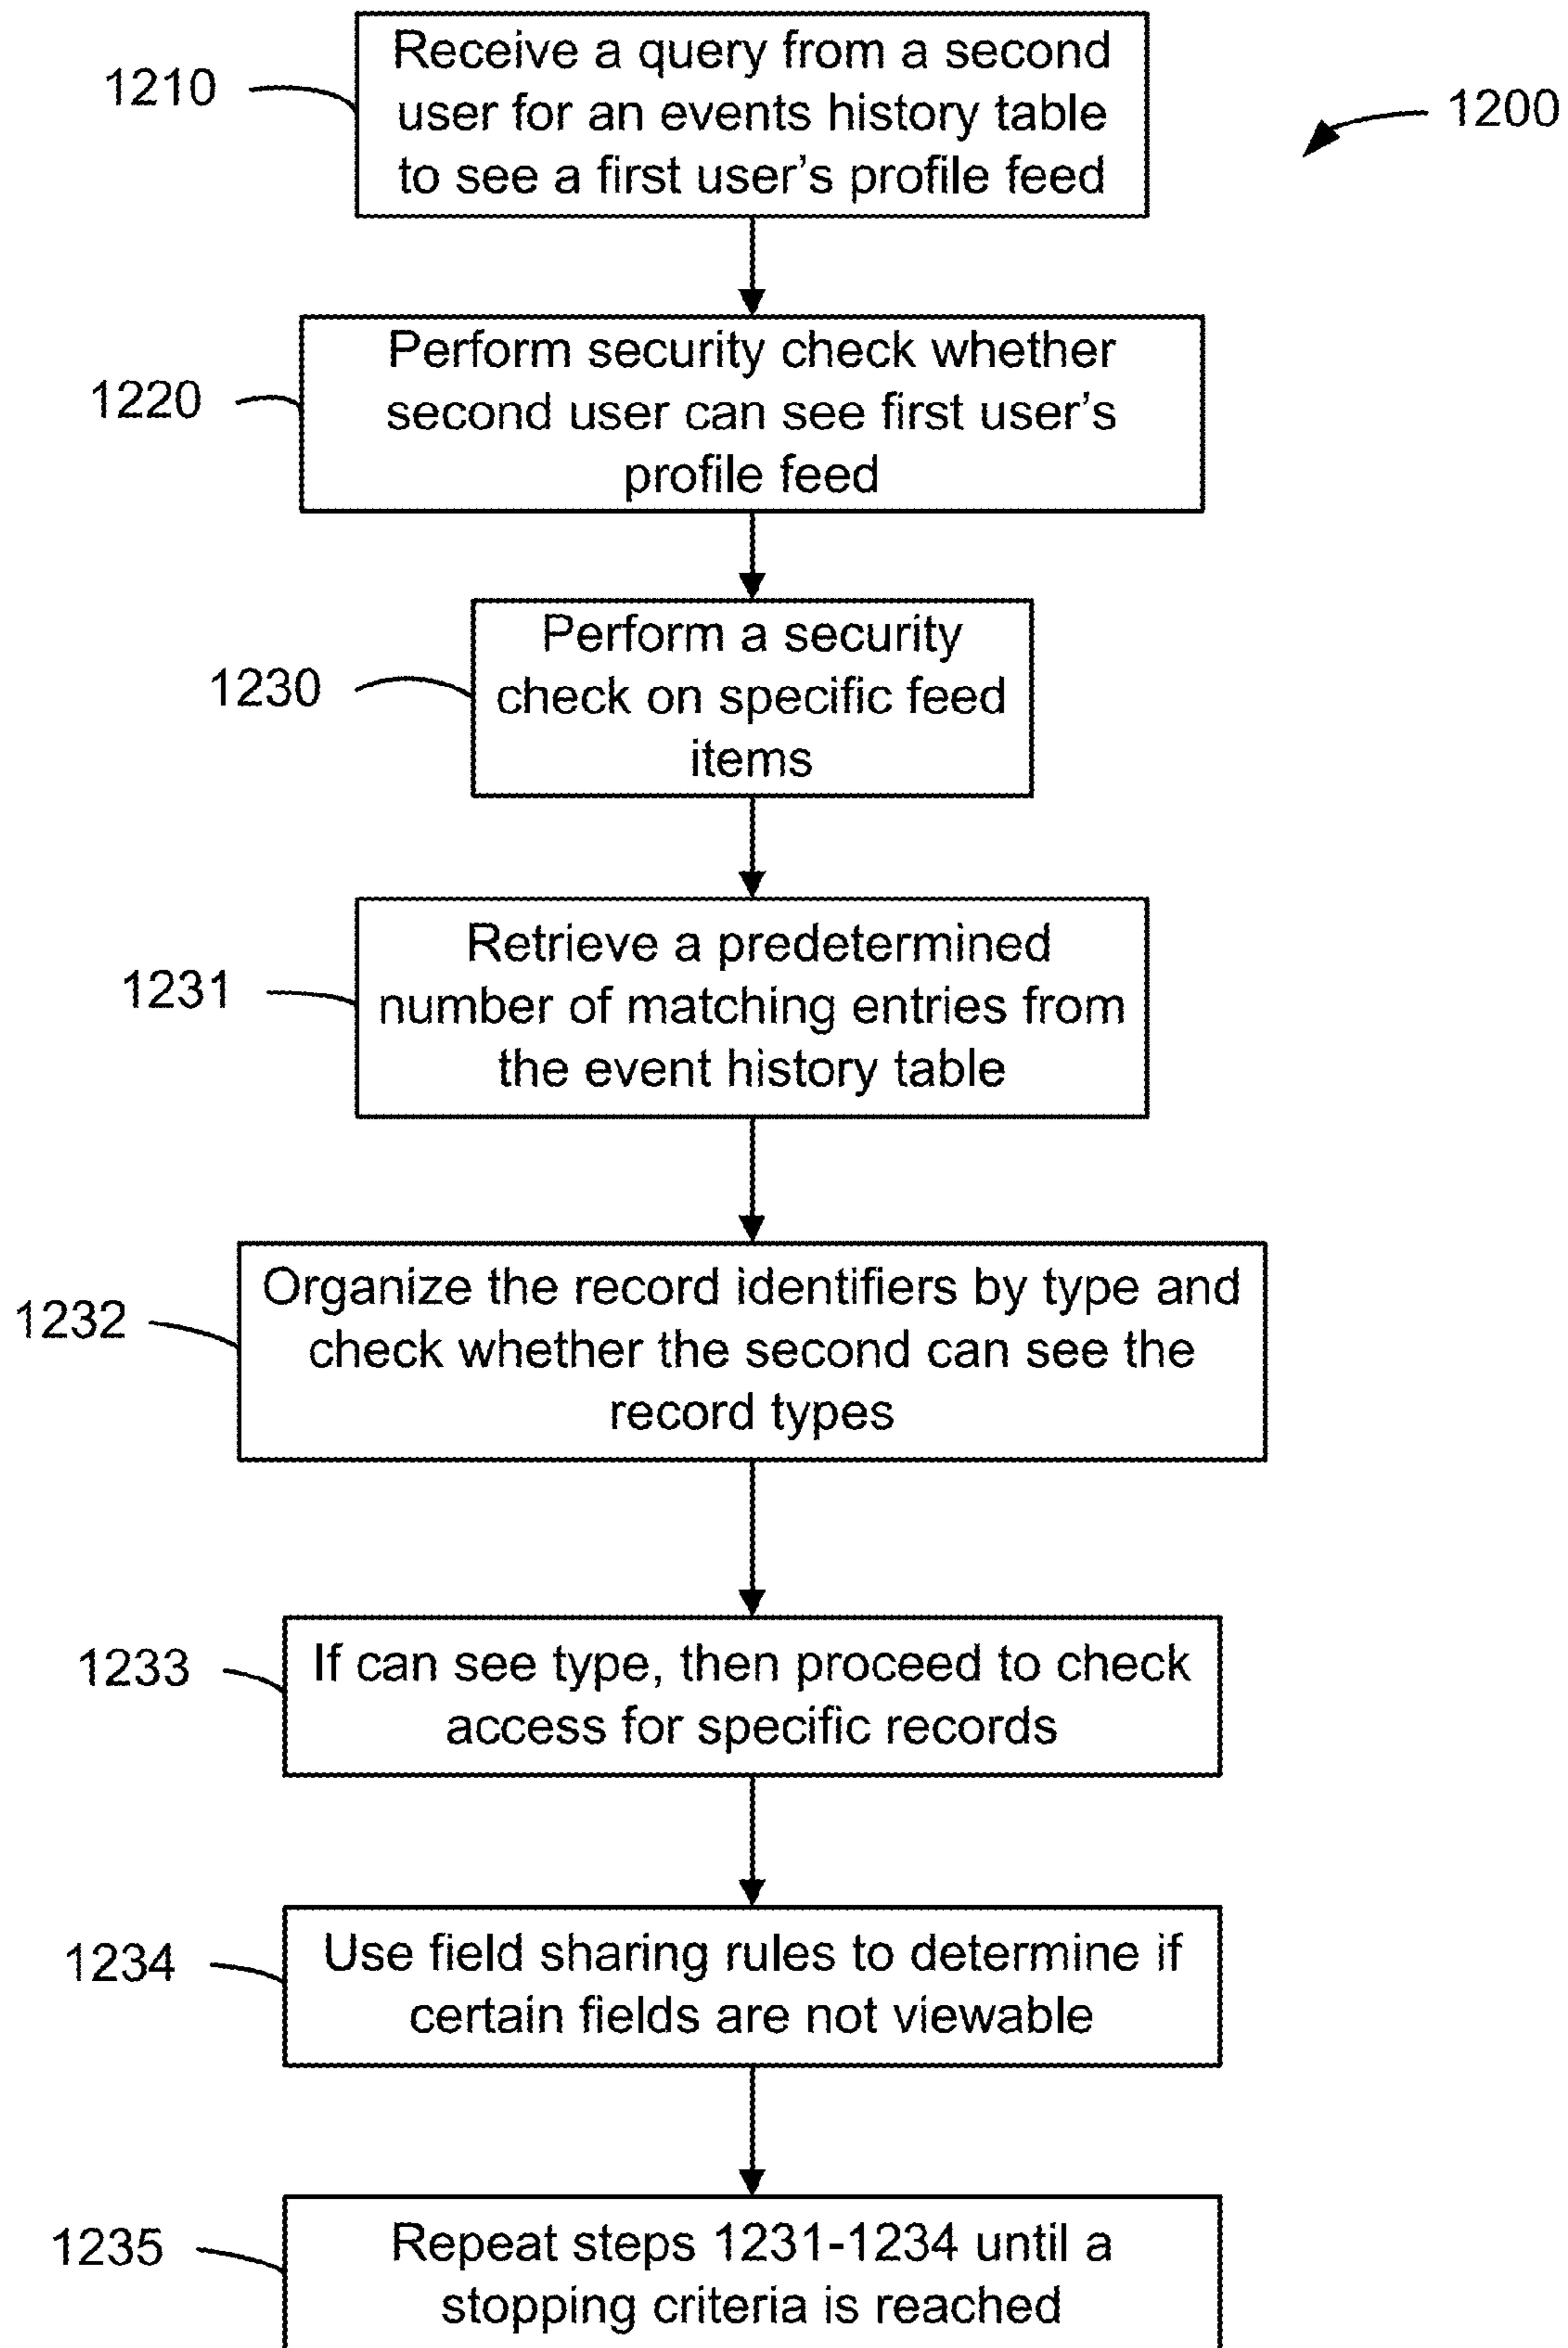 1200
1210
Receive a query from a second
user for an events history table
to see a first user's profile feed
1220
Perform security check whether
second user can see first user's
profile feed
1230
Perform a security
check on specific feed
items
1231
Retrieve a predetermined
number of matching entries from
the event history table
1232
Organize the record identifiers by type and
check whether the second can see the
record types
1233
If can see type, then proceed to check
access for specific records
1234
Use field sharing rules to determine if
certain fields are not viewable
1235
Repeat steps 1231-1234 until a
stopping criteria is reached